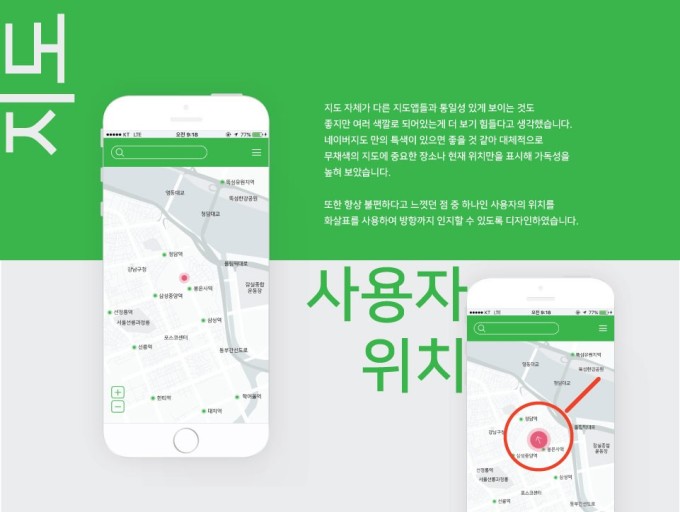 지도
지도 자체가 다른 지도앱들과 통일성 있게 보이는 것도
좋지만 여러 색깔로 되어있는게 더 보기 힘들다고 생각했습니다.
네이버지도 만의 특색이 있으면 좋을 것 같아 대체적으로
무채색의 지도에 중요한 장소나 현재 위치만을 표시해 가독성을
높혀 보았습니다.
또한 항상 불편하다고 느꼈던 점 중 하나인 사용자의 위치를
화살표를 사용하여 방향까지 인지할 수 있도록 디자인하였습니다.
KT LTE 오전 9:18 77%
뚝섬유원지역
영동대교
뚝섬한강공원
청담대교
청담역
강남구청
올림픽대로
봉은사역
삼성중앙역
잠실종합
운동장
선정릉역
서울선릉과정릉
삼성역
포스코센터
선릉역
동부간선도로
한티역
학여울역
대치역
사용자
위치
KT LTE 오전 9:18 77%
뚝섬유원지역
영동대교
뚝섬한강공원
청담대교
청담역
강남구청
올림픽대로
봉은사역
삼성중앙역
잠실종합
운동장
선정릉역
서울선릉과정릉
삼성역
포스코센터
선릉역
동부간선도로